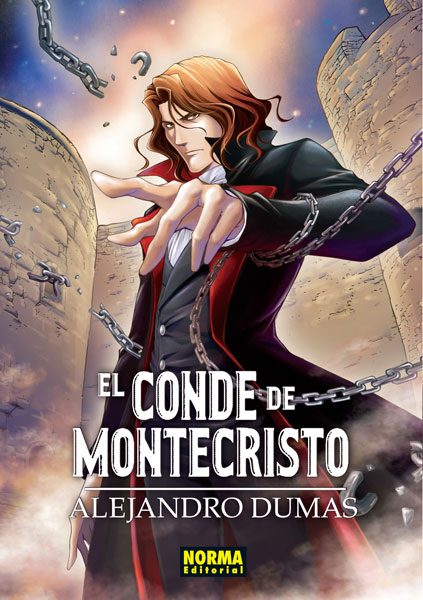 EL CONDE DE
MONTECRISTO
ALEJANDRO DUMAS
NORMA
Editorial